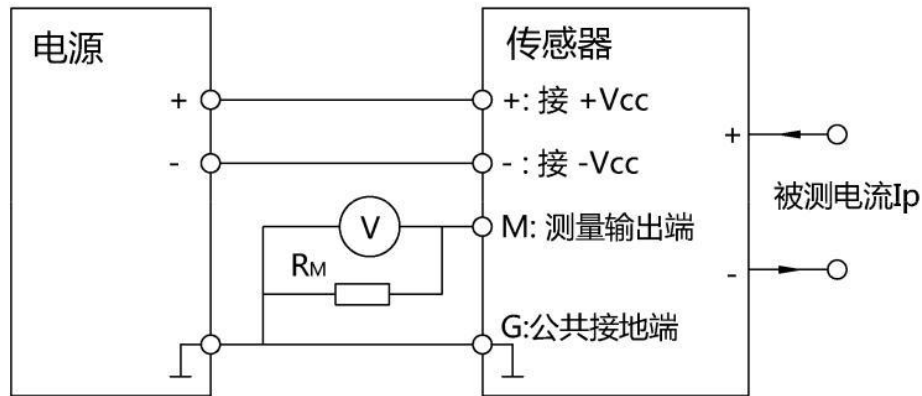 电源
传感器
+
+: 接 +Vcc
+
-
- : 接 -Vcc
被测电流Ip
V
M: 测量输出端
RM
-
G:公共接地端